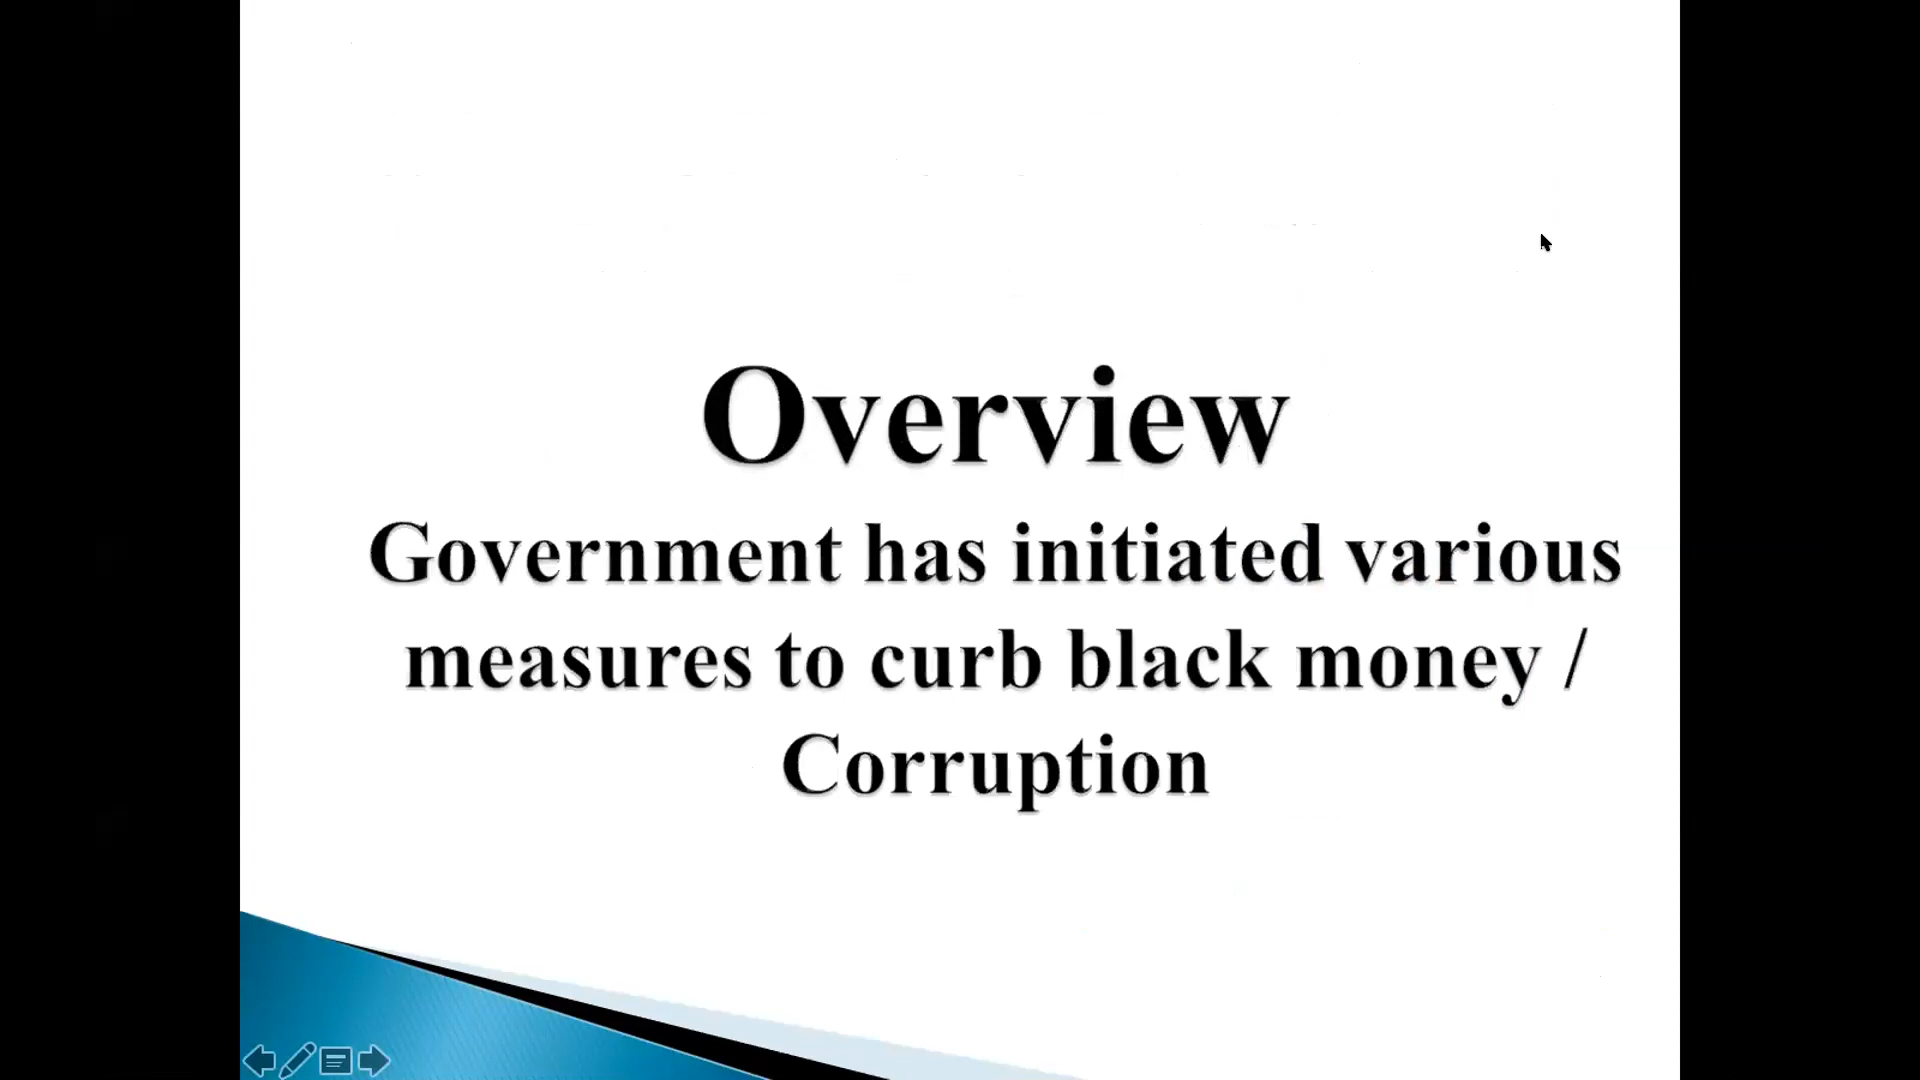 Overview
Government has initiated various
measures to curb black money /
Corruption